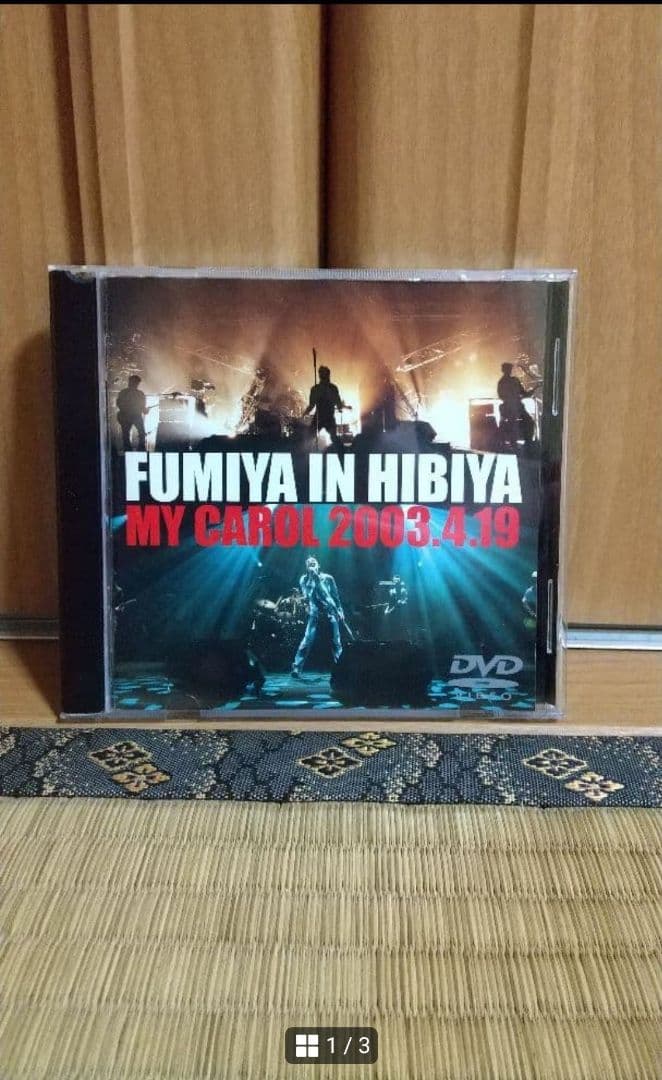 FUMIYA IN HIBIYA
MY CAROL 2003.4.19
DVD
VIDEO
1 / 3